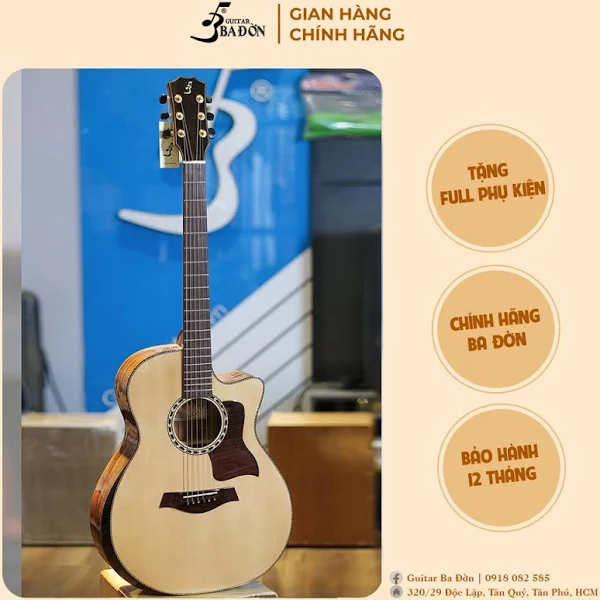 GUITAR
BA ĐỜN
GIAN HÀNG
CHÍNH HÃNG
TẶNG
FULL PHỤ KIỆN
CHÍNH HÃNG
BA ĐỜN
BẢO HÀNH
12 THÁNG
Guitar Ba Đờn | 0918 082 585
320/29 Độc Lập, Tân Quý, Tân Phú, HCM